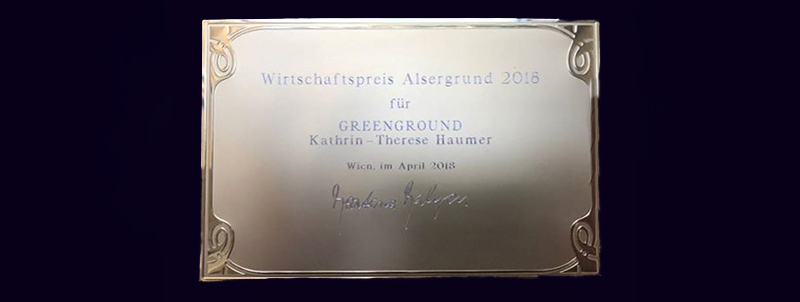 Wirtschaftspreis Alsergrund 2018
für
GREENGROUND
Kathrin-Therese Haumer
Wien, im April 2018